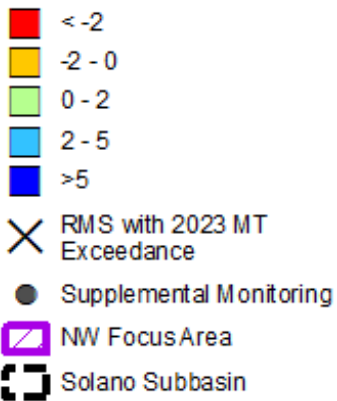 < -2
-2 - 0
0 - 2
2 - 5
>5
RMS with 2023 MT
Exceedance
Supplemental Monitoring
NW Focus Area
Solano Subbasin